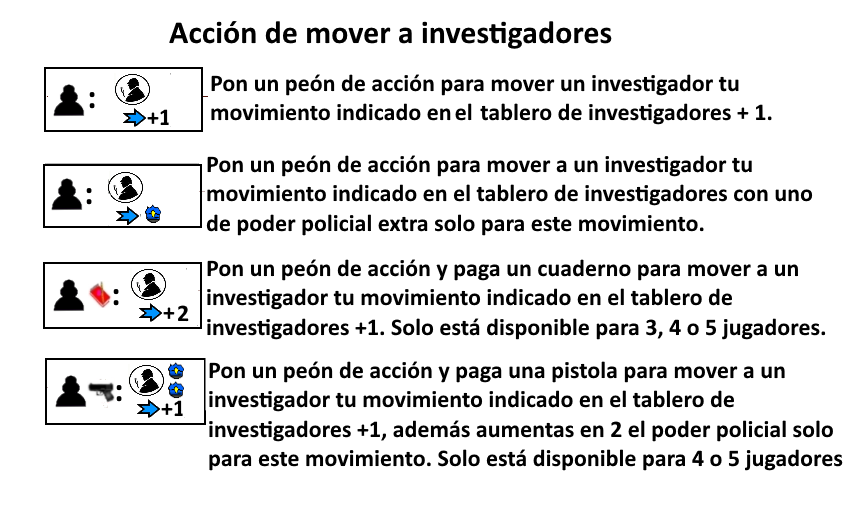 Acción de mover a investigadores
: +1
Pon un peón de acción para mover un investigador tu
movimiento indicado en el tablero de investigadores + 1.
:
Pon un peón de acción para mover a un investigador tu
movimiento indicado en el tablero de investigadores con uno
de poder policial extra solo para este movimiento.
: +2
Pon un peón de acción y paga un cuaderno para mover a un
investigador tu movimiento indicado en el tablero de
investigadores +1. Solo está disponible para 3, 4 o 5 jugadores.
: +1
Pon un peón de acción y paga una pistola para mover a un
investigador tu movimiento indicado en el tablero de
investigadores +1, además aumentas en 2 el poder policial solo
para este movimiento. Solo está disponible para 4 o 5 jugadores